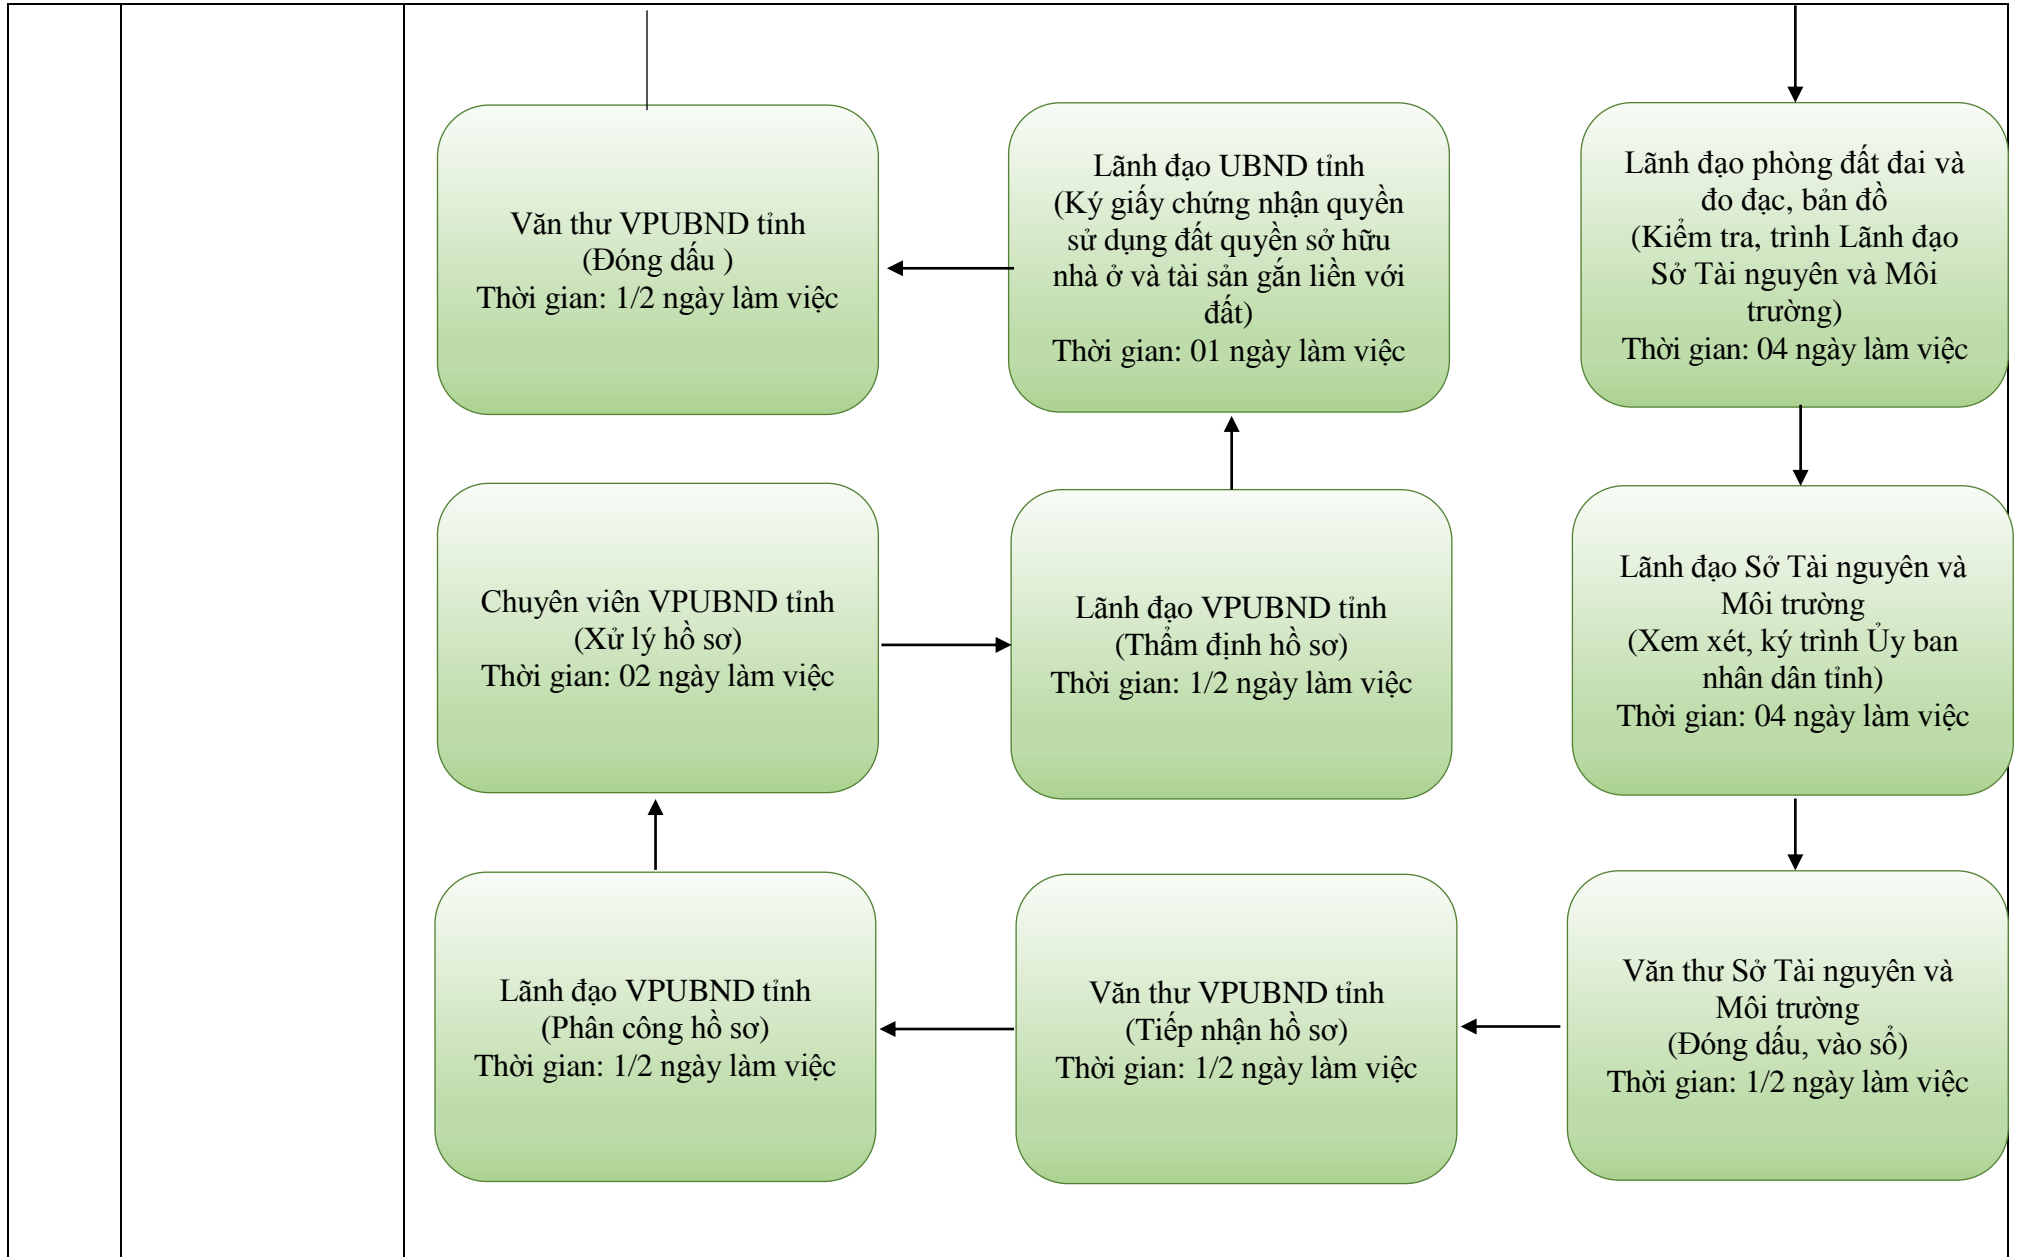 Văn thư VPUBND tỉnh
(Đóng dấu )
Thời gian: 1/2 ngày làm việc
Lãnh đạo UBND tỉnh
(Ký giấy chứng nhận quyền
sử dụng đất quyền sở hữu
nhà ở và tài sản gắn liền với
đất)
Thời gian: 01 ngày làm việc
Lãnh đạo phòng đất đai và
đo đạc, bản đồ
(Kiểm tra, trình Lãnh đạo
Sở Tài nguyên và Môi
trường)
Thời gian: 04 ngày làm việc
Chuyên viên VPUBND tỉnh
(Xử lý hồ sơ)
Thời gian: 02 ngày làm việc
Lãnh đạo VPUBND tỉnh
(Thẩm định hồ sơ)
Thời gian: 1/2 ngày làm việc
Lãnh đạo Sở Tài nguyên và
Môi trường
(Xem xét, ký trình Ủy ban
nhân dân tỉnh)
Thời gian: 04 ngày làm việc
Lãnh đạo VPUBND tỉnh
(Phân công hồ sơ)
Thời gian: 1/2 ngày làm việc
Văn thư VPUBND tỉnh
(Tiếp nhận hồ sơ)
Thời gian: 1/2 ngày làm việc
Văn thư Sở Tài nguyên và
Môi trường
(Đóng dấu, vào sổ)
Thời gian: 1/2 ngày làm việc